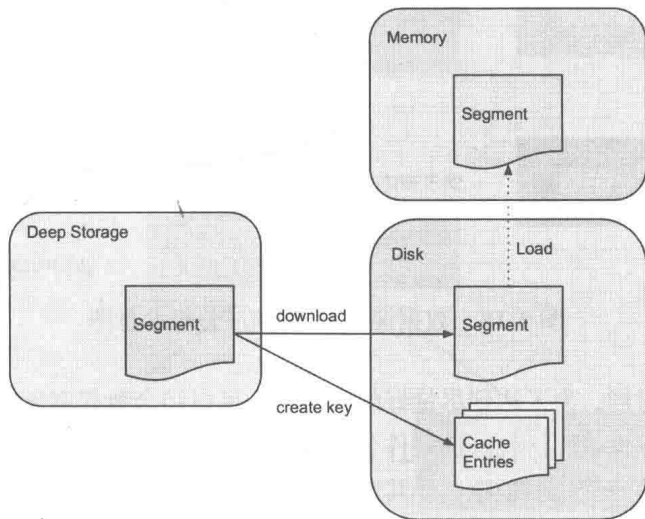 Memory
Segment
Deep Storage
Disk
Load
Segment
download
Segment
create key
Cache
Entries